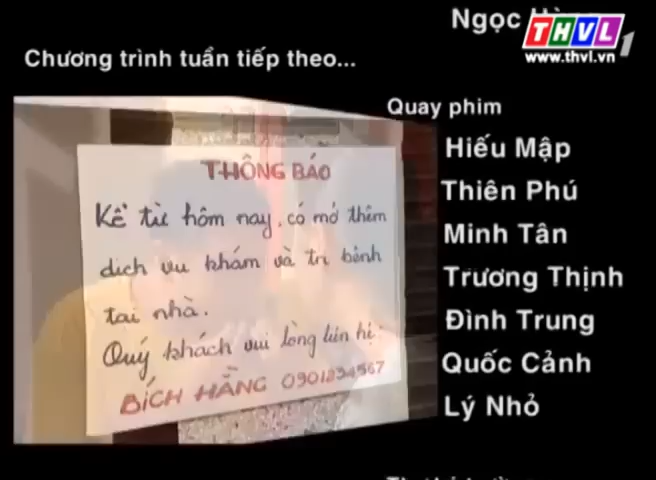 Ngọc
THVL1
www.thvl.vn
Chương trình tuần tiếp theo...
Quay phim
Hiếu Mập
Thiên Phú
Minh Tân
Trương Thịnh
Đình Trung
Quốc Cảnh
Lý Nhỏ
THÔNG BÁO
Kể từ hôm nay, có mở thêm
dịch vụ khám và trị bệnh
tại nhà.
Quý khách vui lòng liên hệ:
BÍCH HẰNG 0901234567